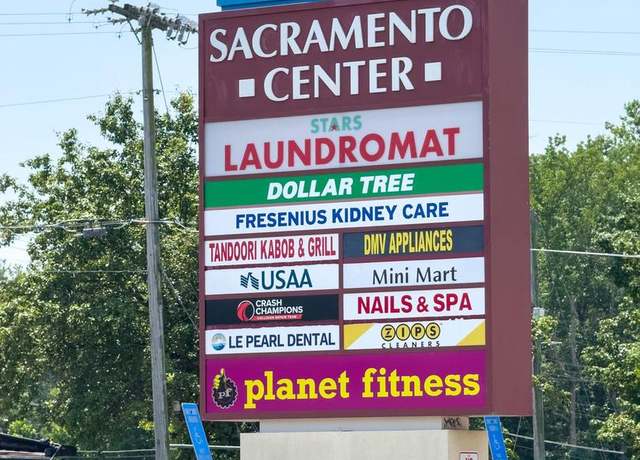 SACRAMENTO
CENTER
STARS
LAUNDROMAT
DOLLAR TREE
FRESENIUS KIDNEY CARE
TANDOORI KABOB & GRILL
DMV APPLIANCES
USAA
Mini Mart
CRASH
CHAMPIONS
NAILS & SPA
LE PEARL DENTAL
ZIPS
CLEANERS
PF
planet fitness